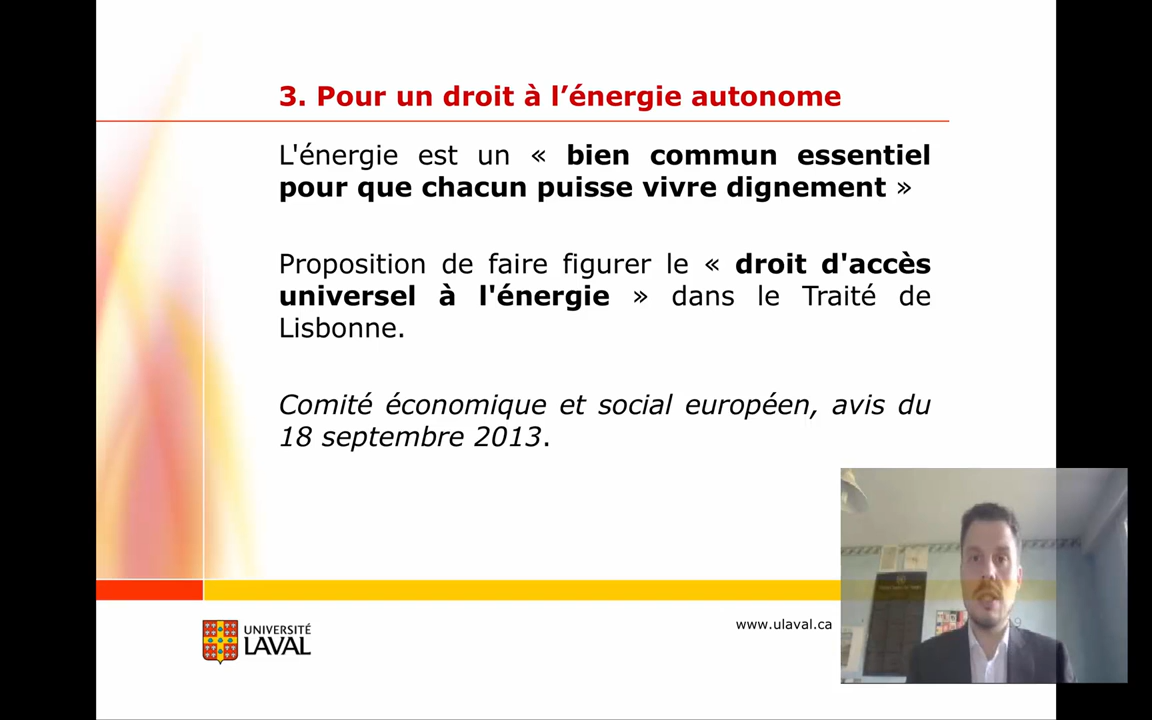 3. Pour un droit à l’énergie autonome
L'énergie est un « bien commun essentiel
pour que chacun puisse vivre dignement »
Proposition de faire figurer le « droit d'accès
universel à l'énergie » dans le Traité de
Lisbonne.
Comité économique et social européen, avis du
18 septembre 2013.
UNIVERSITÉ
LAVAL
www.ulaval.ca